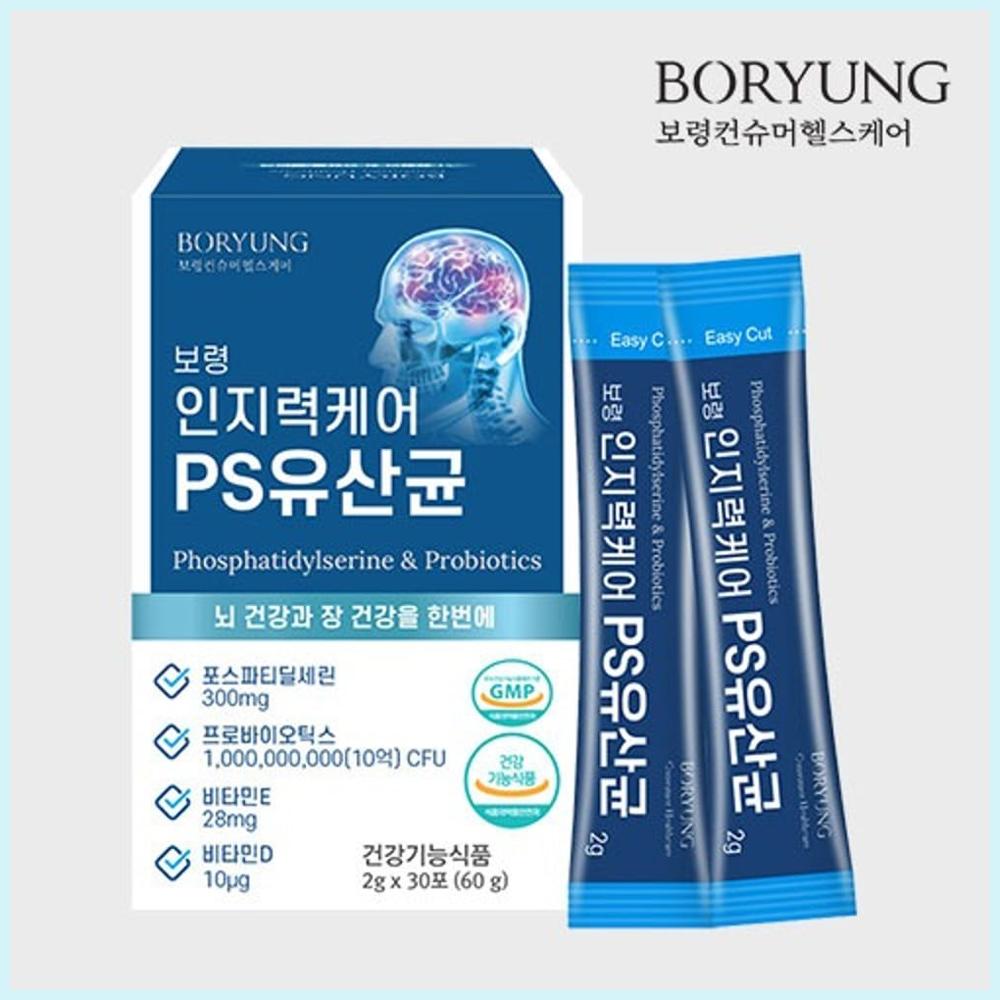 BORYUNG
보령컨슈머헬스케어
BORYUNG
BORYUNG
보령컨슈머헬스케어
보령
인지력케어
PS유산균
Phosphatidylserine & Probiotics
뇌 건강과 장 건강을 한번에
포스파티딜세린
300mg
프로바이오틱스
1,000,000,000(10억) CFU
비타민E
28mg
비타민D
10μg
GMP
건강
기능식품
건강기능식품
2g x 30포 (60 g)
Easy C
보령 인지력케어 PS유산균
Phosphatidylserine & Probiotics
BORYUNG
2g
Easy Cut
보령 인지력케어 PS유산균
Phosphatidylserine & Probiotics
BORYUNG
2g